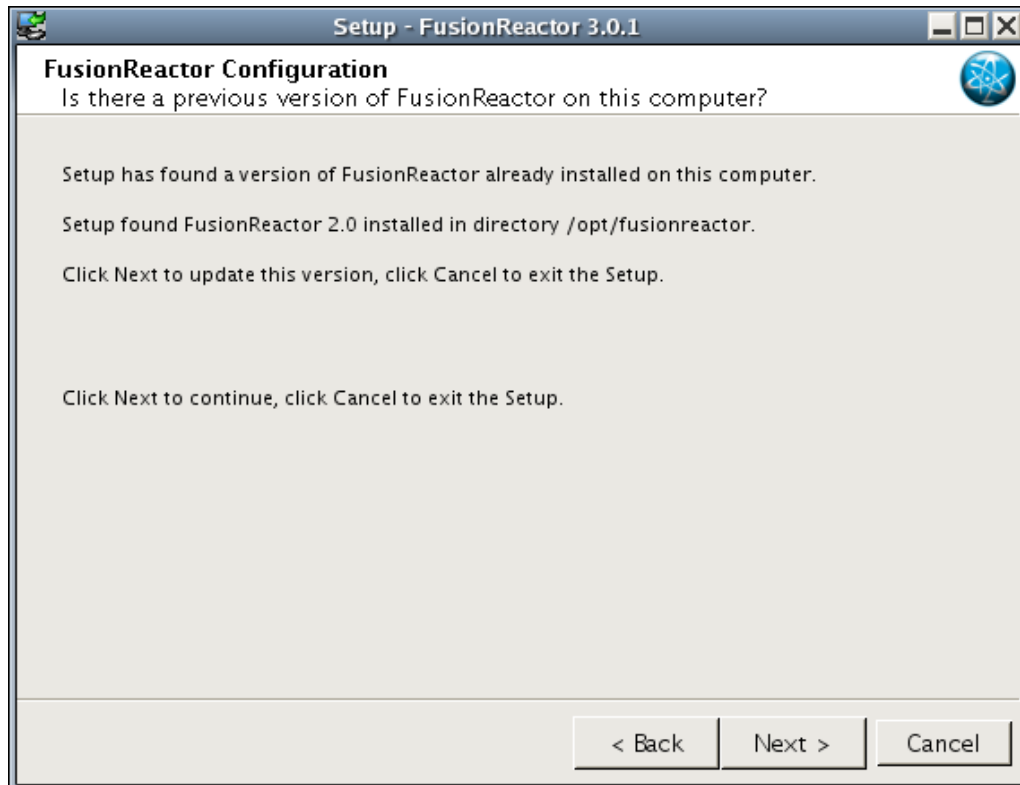 Setup - FusionReactor 3.0.1
FusionReactor Configuration
Is there a previous version of FusionReactor on this computer?
Setup has found a version of FusionReactor already installed on this computer.
Setup found FusionReactor 2.0 installed in directory /opt/fusionreactor.
Click Next to update this version, click Cancel to exit the Setup.
Click Next to continue, click Cancel to exit the Setup.
< Back
Next >
Cancel